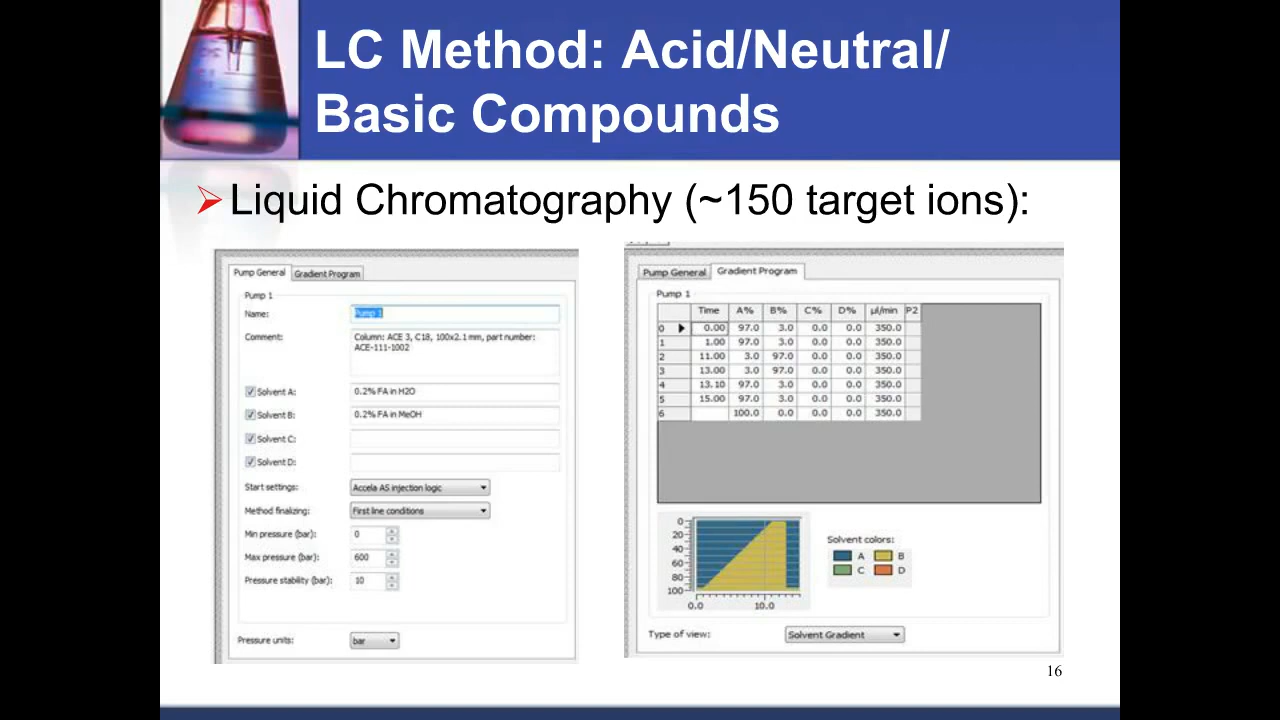 LC Method: Acid/Neutral/
Basic Compounds
Liquid Chromatography (~150 target ions):
Pump General Gradient Program
Pump 1
Name: Pump 1
Comment: Column: ACE 3, C18, 100x2.1 mm, part number:
ACE-111-1002
Solvent A: 0.2% FA in H2O
Solvent B: 0.2% FA in MeOH
Solvent C:
Solvent D:
Start settings: Accela AS injection logic
Method finalizing: First line conditions
Min pressure (bar): 0
Max pressure (bar): 600
Pressure stability (bar): 10
Pressure units: bar
Pump General Gradient Program
Pump 1
Time A% B% C% D% µl/min P2
0 0.00 97.0 3.0 0.0 0.0 350.0
1 1.00 97.0 3.0 0.0 0.0 350.0
2 11.00 3.0 97.0 0.0 0.0 350.0
3 13.00 3.0 97.0 0.0 0.0 350.0
4 13.10 97.0 3.0 0.0 0.0 350.0
5 15.00 97.0 3.0 0.0 0.0 350.0
6 100.0 0.0 0.0 0.0 350.0
0
20
40
60
80
100
0.0 10.0
Solvent colors:
A B
C D
Type of view: Solvent Gradient
16